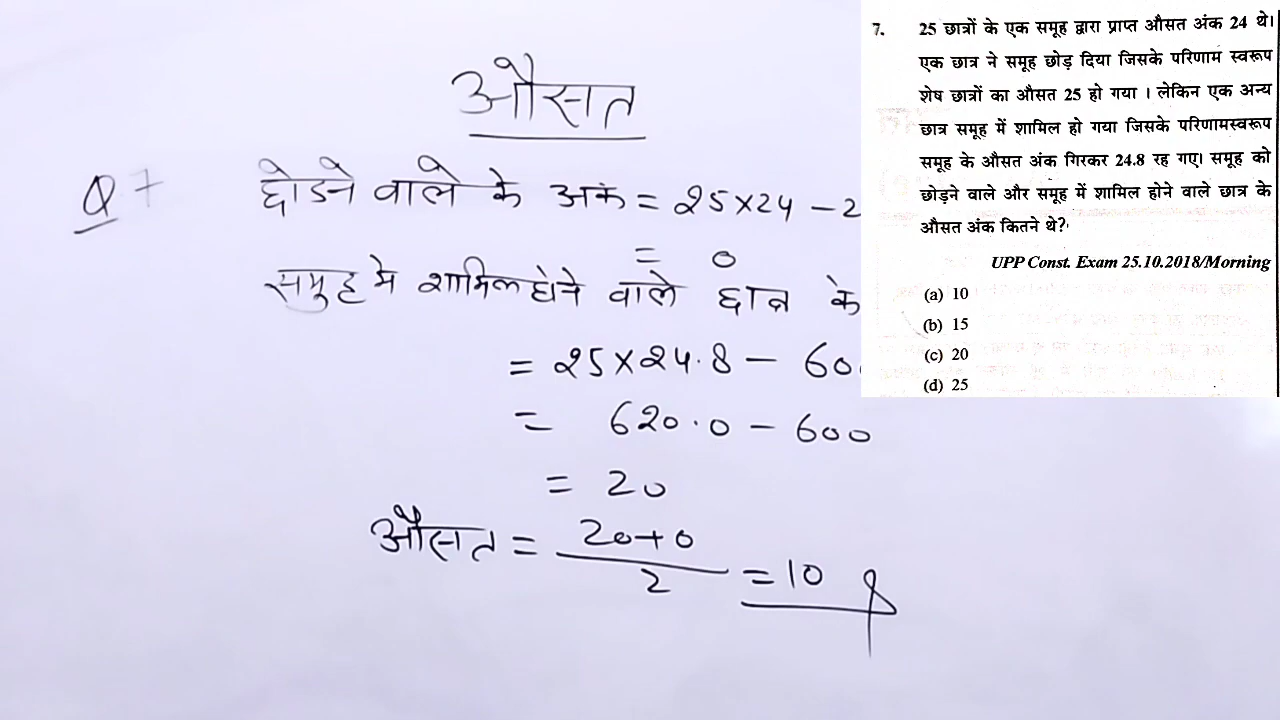 औसत
Q 7
छोडने वाले के अकं = 25×24 – 2
= 0
समुह मे शामिल होने वाले छात्र के
= 25×24.8 – 60
= 620.0 – 600
= 20
औसत = 20+0
2
= 10
7. 25 छात्रों के एक समूह द्वारा प्राप्त औसत अंक 24 थे।
एक छात्र ने समूह छोड़ दिया जिसके परिणाम स्वरूप
शेष छात्रों का औसत 25 हो गया । लेकिन एक अन्य
छात्र समूह में शामिल हो गया जिसके परिणामस्वरूप
समूह के औसत अंक गिरकर 24.8 रह गए। समूह को
छोड़ने वाले और समूह में शामिल होने वाले छात्र के
औसत अंक कितने थे?
UPP Const. Exam 25.10.2018/Morning
(a) 10
(b) 15
(c) 20
(d) 25